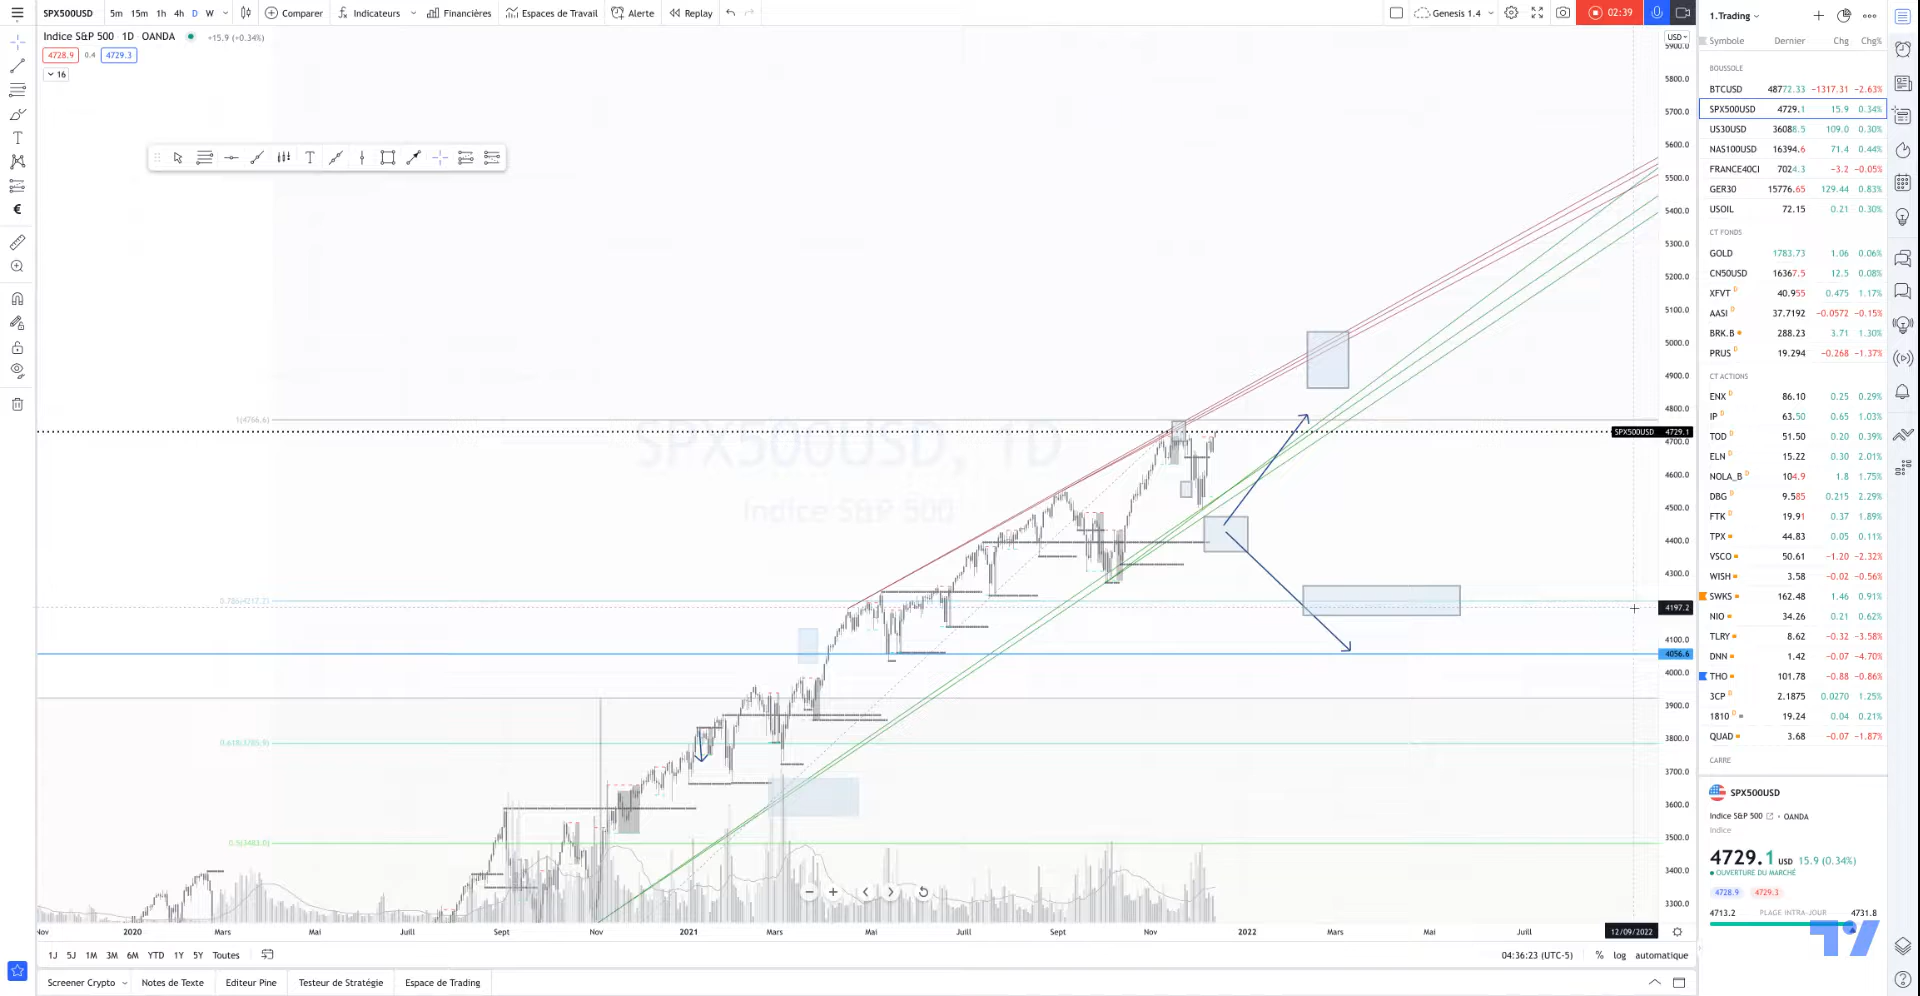 SPX500USD 5m 15m 1h 4h D W Comparer Indicateurs Financières Espaces de Travail Alerte Replay Genesis 1.4 02:39
Indice S&P 500 1D OANDA +15.9 (+0.34%)
4728.9 0.4 4729.3
16
SPX500USD, 1D
Indice S&P 500
1(4766.6)
0.786(4217.2)
0.618(3785.9)
0.5(3483.0)
USD
5900.0
5800.0
5700.0
5600.0
5500.0
5400.0
5300.0
5200.0
5100.0
5000.0
4900.0
4800.0
SPX500USD 4729.1
4700.0
4600.0
4500.0
4400.0
4300.0
4197.2
4100.0
4056.6
4000.0
3900.0
3800.0
3700.0
3600.0
3500.0
3400.0
3300.0
Nov 2020 Mars Mai Juill Sept Nov 2021 Mars Mai Juill Sept Nov 2022 Mars Mai Juill 12/09/2022
1J 5J 1M 3M 6M YTD 1Y 5Y Toutes 04:36:23 (UTC-5) % log automatique
Screener Crypto Notes de Texte Editeur Pine Testeur de Stratégie Espace de Trading
1.Trading
Symbole Dernier Chg Chg%
BOUSSOLE
BTCUSD 48772.33 −1317.31 −2.63%
SPX500USD 4729.1 15.9 0.34%
US30USD 36088.5 109.0 0.30%
NAS100USD 16394.6 71.4 0.44%
FRANCE40CI 7024.3 −3.2 −0.05%
GER30 15776.65 129.44 0.83%
USOIL 72.15 0.21 0.30%
CT FONDS
GOLD 1783.73 1.06 0.06%
CN50USD 16367.5 12.5 0.08%
XFVT D 40.955 0.475 1.17%
AASI D 37.7192 −0.0572 −0.15%
BRK.B 288.23 3.71 1.30%
PRUS D 19.294 −0.268 −1.37%
CT ACTIONS
ENX D 86.10 0.25 0.29%
IP D 63.50 0.65 1.03%
TOD D 51.50 0.20 0.39%
ELN D 15.22 0.30 2.01%
NOLA_B D 104.9 1.8 1.75%
DBG D 9.585 0.215 2.29%
FTK D 19.91 0.37 1.89%
TPX 44.83 0.05 0.11%
VSCO 50.61 −1.20 −2.32%
WISH 3.58 −0.02 −0.56%
SWKS 162.48 1.46 0.91%
NIO 34.26 0.21 0.62%
TLRY 8.62 −0.32 −3.58%
DNN 1.42 −0.07 −4.70%
THO 101.78 −0.88 −0.86%
3CP D 2.1875 0.0270 1.25%
1810 D 19.24 0.04 0.21%
QUAD 3.68 −0.07 −1.87%
CARRE
SPX500USD
Indice S&P 500 OANDA
Indice
4729.1 USD 15.9 (0.34%)
OUVERTURE DU MARCHÉ
4728.9 4729.3
4713.2 PLAGE INTRA-JOUR 4731.8